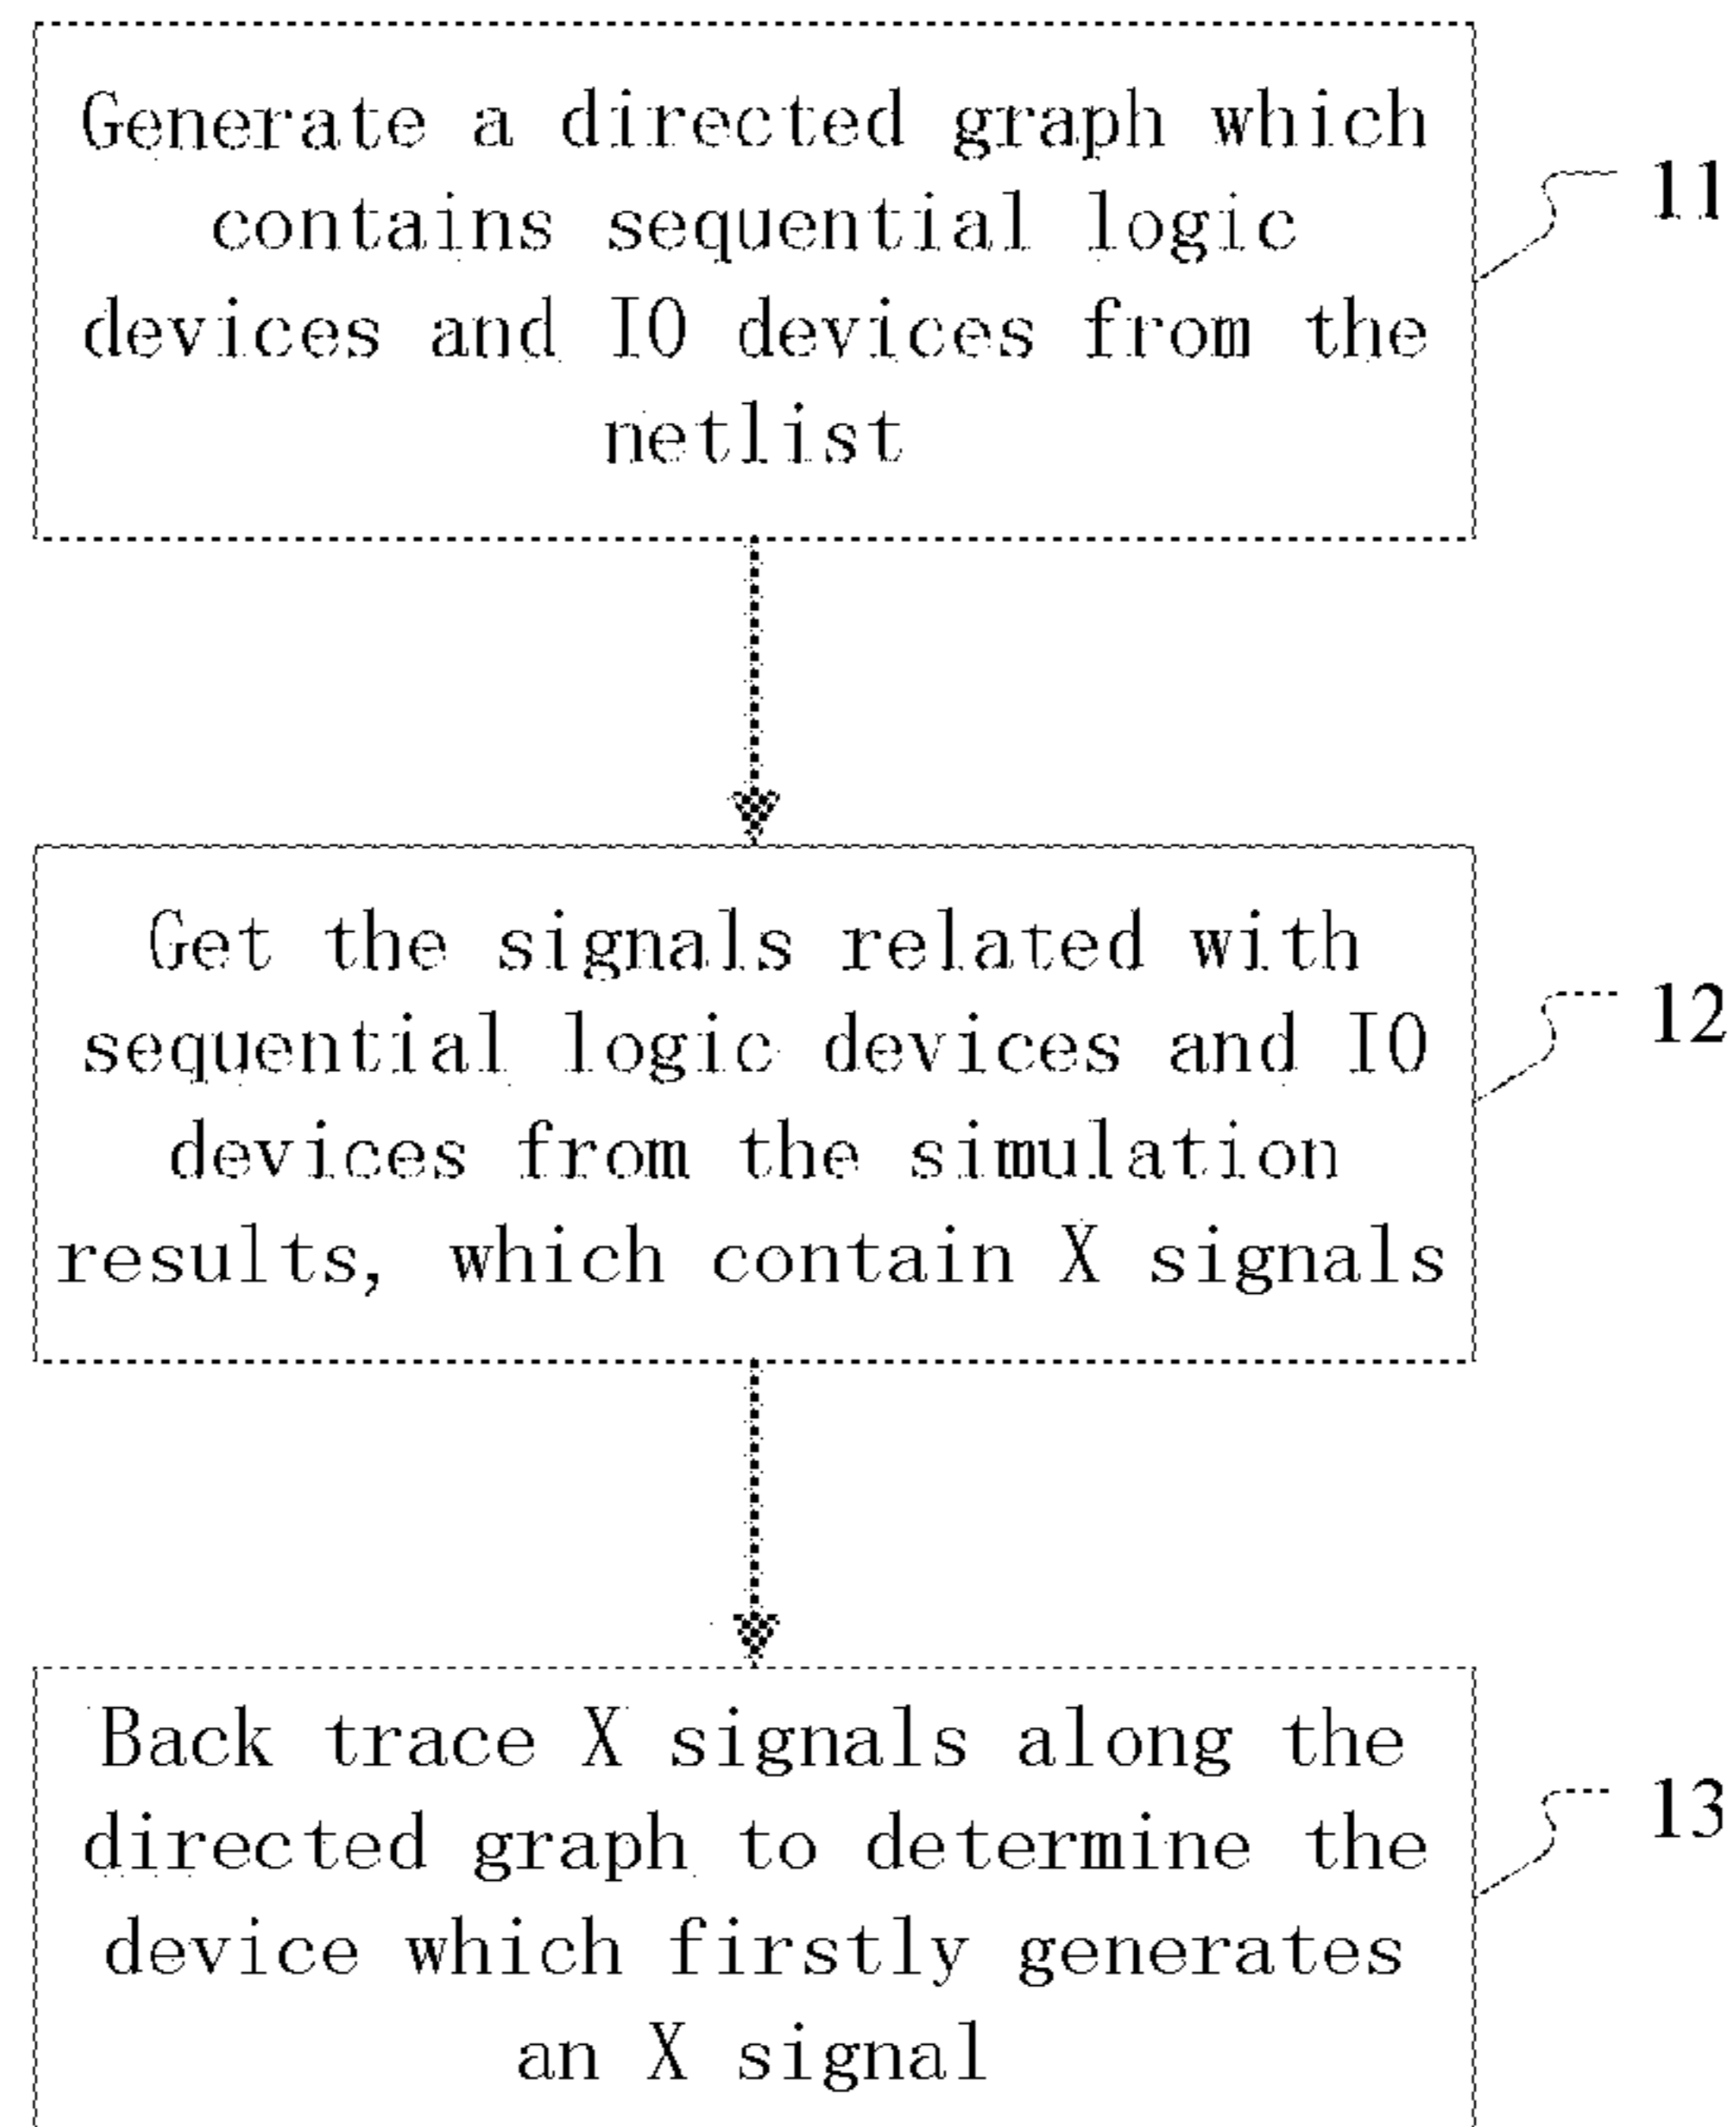 Generate a directed graph which
contains sequential logic
devices and IO devices from the
netlist
11
Get the signals related with
sequential logic devices and IO
devices from the simulation
results, which contain X signals
12
Back trace X signals along the
directed graph to determine the
device which firstly generates
an X signal
13